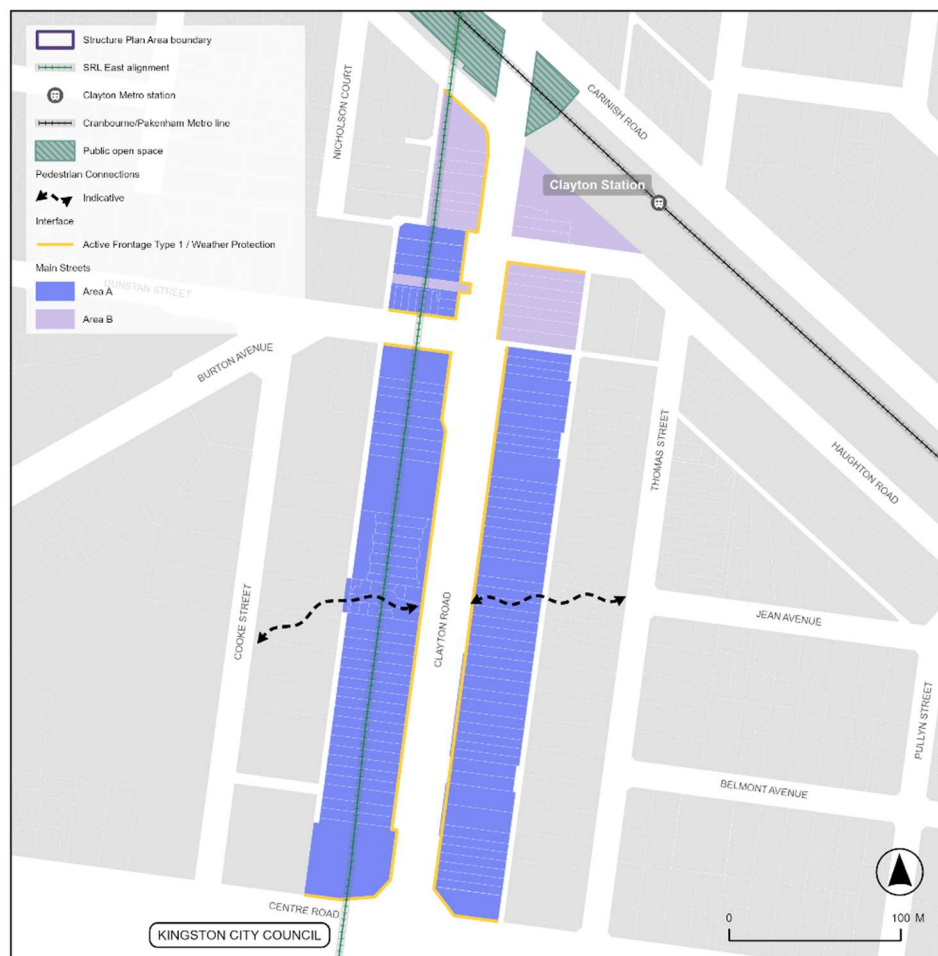 Structure Plan Area boundary
SRL East alignment
Clayton Metro station
Cranbourne/Pakenham Metro line
Public open space
Pedestrian Connections
Indicative
Interface
Active Frontage Type 1 / Weather Protection
Main Streets
Area A
Area B
NICHOLSON COURT
CARINISH ROAD
Clayton Station
DUNSTAN STREET
BURTON AVENUE
THOMAS STREET
HAUGHTON ROAD
COOKE STREET
CLAYTON ROAD
JEAN AVENUE
PULLYN STREET
BELMONT AVENUE
CENTRE ROAD
KINGSTON CITY COUNCIL
0 100 M